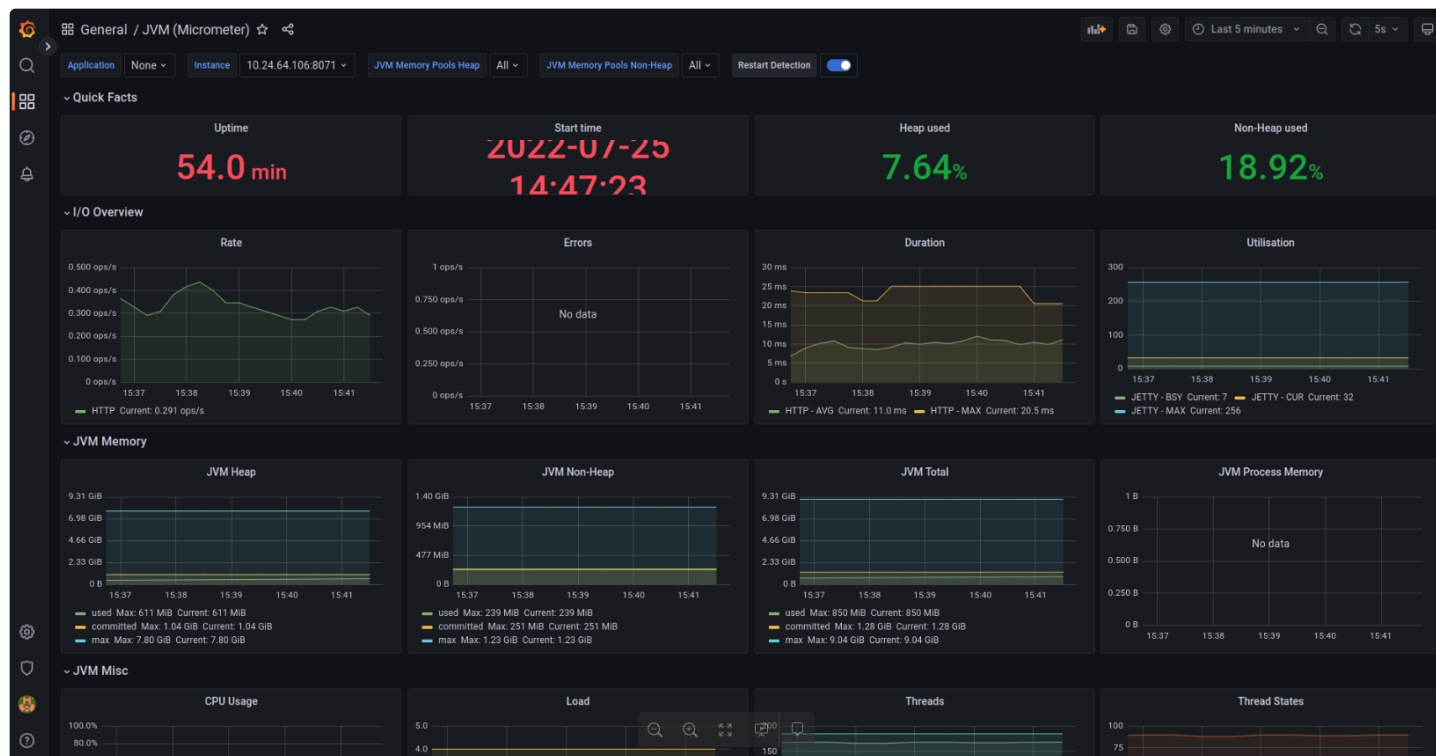 General / JVM (Micrometer)
Last 5 minutes
5s
Application None Instance 10.24.64.106:8071 JVM Memory Pools Heap All JVM Memory Pools Non-Heap All Restart Detection
Quick Facts
Uptime
54.0 min
Start time
2022-07-25
14:47:23
Heap used
7.64%
Non-Heap used
18.92%
I/O Overview
Rate
0.500 ops/s
0.400 ops/s
0.300 ops/s
0.200 ops/s
0.100 ops/s
0 ops/s
15:37 15:38 15:39 15:40 15:41
HTTP Current: 0.291 ops/s
Errors
1 ops/s
0.750 ops/s
0.500 ops/s
0.250 ops/s
0 ops/s
No data
15:37 15:38 15:39 15:40 15:41
Duration
30 ms
25 ms
20 ms
15 ms
10 ms
5 ms
0 s
15:37 15:38 15:39 15:40 15:41
HTTP - AVG Current: 11.0 ms HTTP - MAX Current: 20.5 ms
Utilisation
300
200
100
0
15:37 15:38 15:39 15:40 15:41
JETTY - BSY Current: 7 JETTY - CUR Current: 32
JETTY - MAX Current: 256
JVM Memory
JVM Heap
9.31 GiB
6.98 GiB
4.66 GiB
2.33 GiB
0 B
15:37 15:38 15:39 15:40 15:41
used Max: 611 MiB Current: 611 MiB
committed Max: 1.04 GiB Current: 1.04 GiB
max Max: 7.80 GiB Current: 7.80 GiB
JVM Non-Heap
1.40 GiB
954 MiB
477 MiB
0 B
15:37 15:38 15:39 15:40 15:41
used Max: 239 MiB Current: 239 MiB
committed Max: 251 MiB Current: 251 MiB
max Max: 1.23 GiB Current: 1.23 GiB
JVM Total
9.31 GiB
6.98 GiB
4.66 GiB
2.33 GiB
0 B
15:37 15:38 15:39 15:40 15:41
used Max: 850 MiB Current: 850 MiB
committed Max: 1.28 GiB Current: 1.28 GiB
max Max: 9.04 GiB Current: 9.04 GiB
JVM Process Memory
1 B
0.750 B
0.500 B
0.250 B
0 B
No data
15:37 15:38 15:39 15:40 15:41
JVM Misc
CPU Usage
100.0%
80.0%
Load
5.0
4.0
Threads
200
150
Thread States
100
75